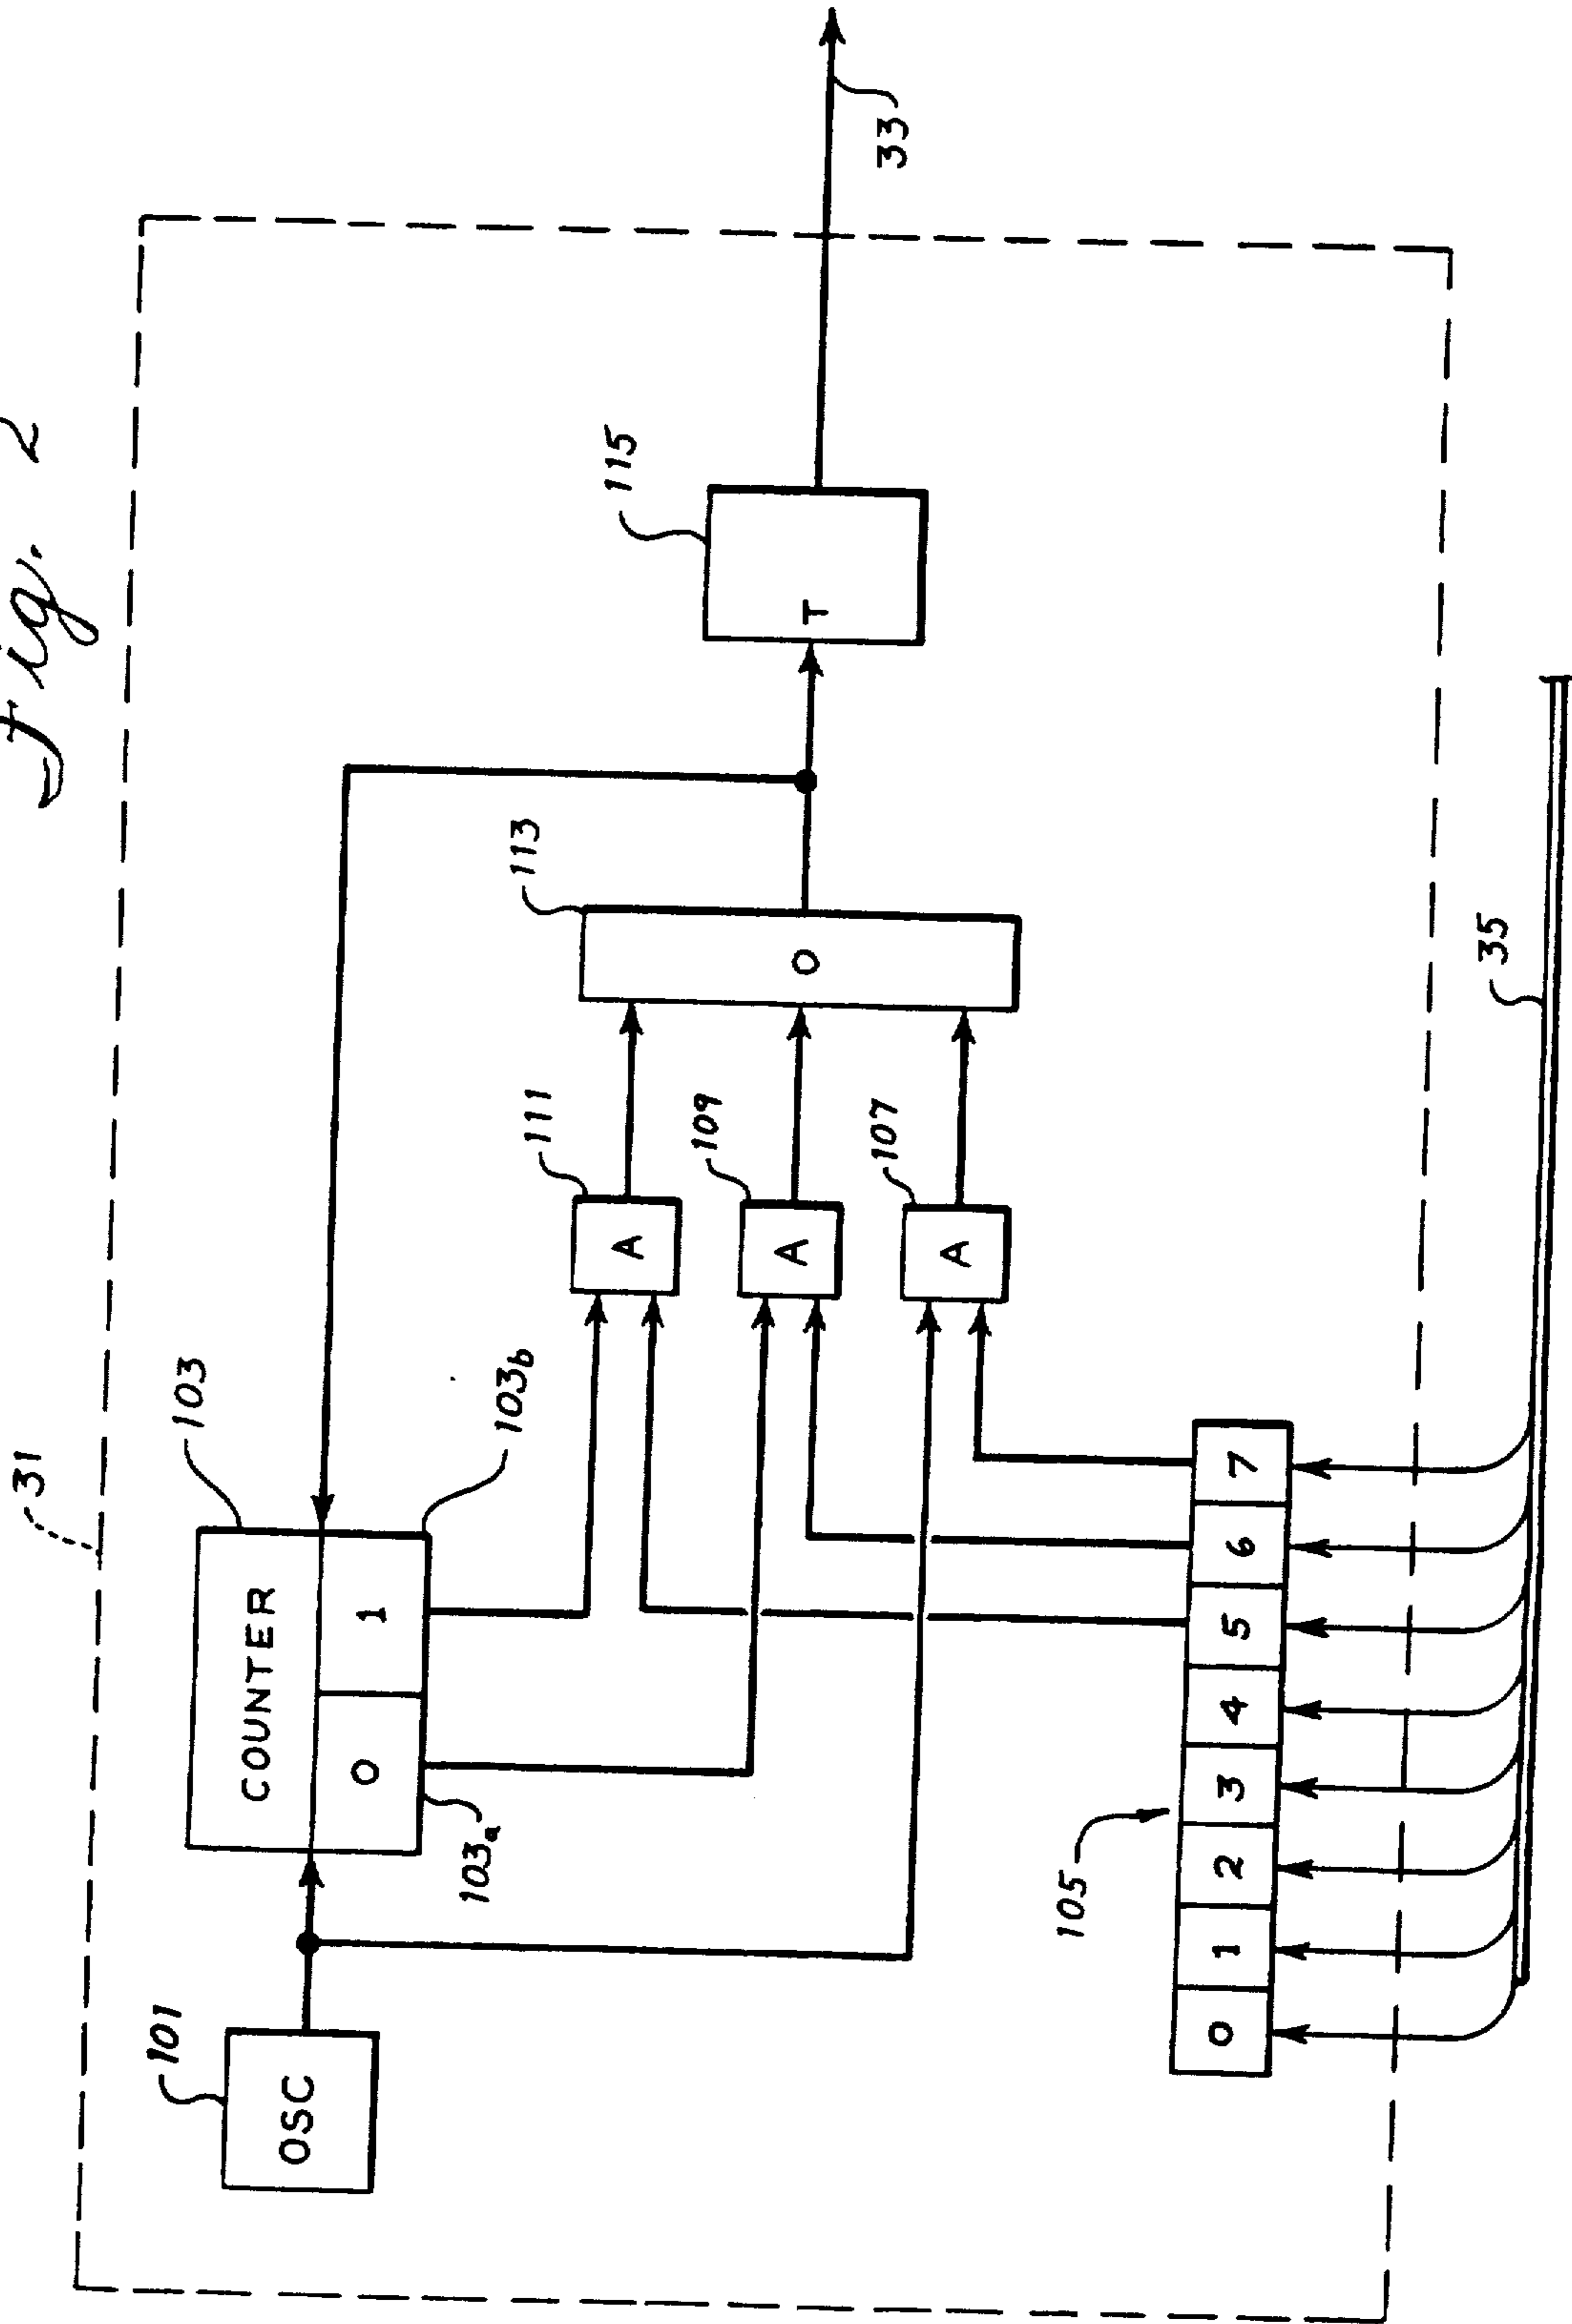 Fig. 2
31
101
OSC
103
COUNTER
0 1
103a
103b
111
A
109
A
107
A
113
O
115
T
33
105
0 1 2 3 4 5 6 7
35